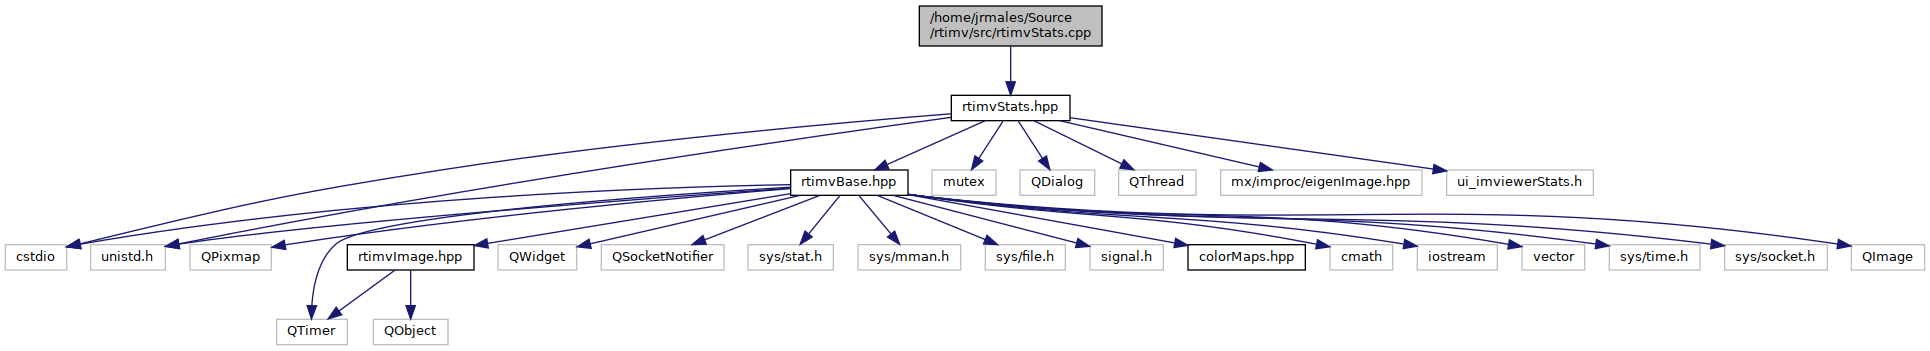 /home/jrmales/Source
/rtimv/src/rtimvStats.cpp
rtimvStats.hpp
rtimvBase.hpp
mutex
QDialog
QThread
mx/improc/eigenImage.hpp
ui_imviewerStats.h
cstdio
unistd.h
QPixmap
rtimvImage.hpp
QWidget
QSocketNotifier
sys/stat.h
sys/mman.h
sys/file.h
signal.h
colorMaps.hpp
cmath
iostream
vector
sys/time.h
sys/socket.h
QImage
QTimer
QObject